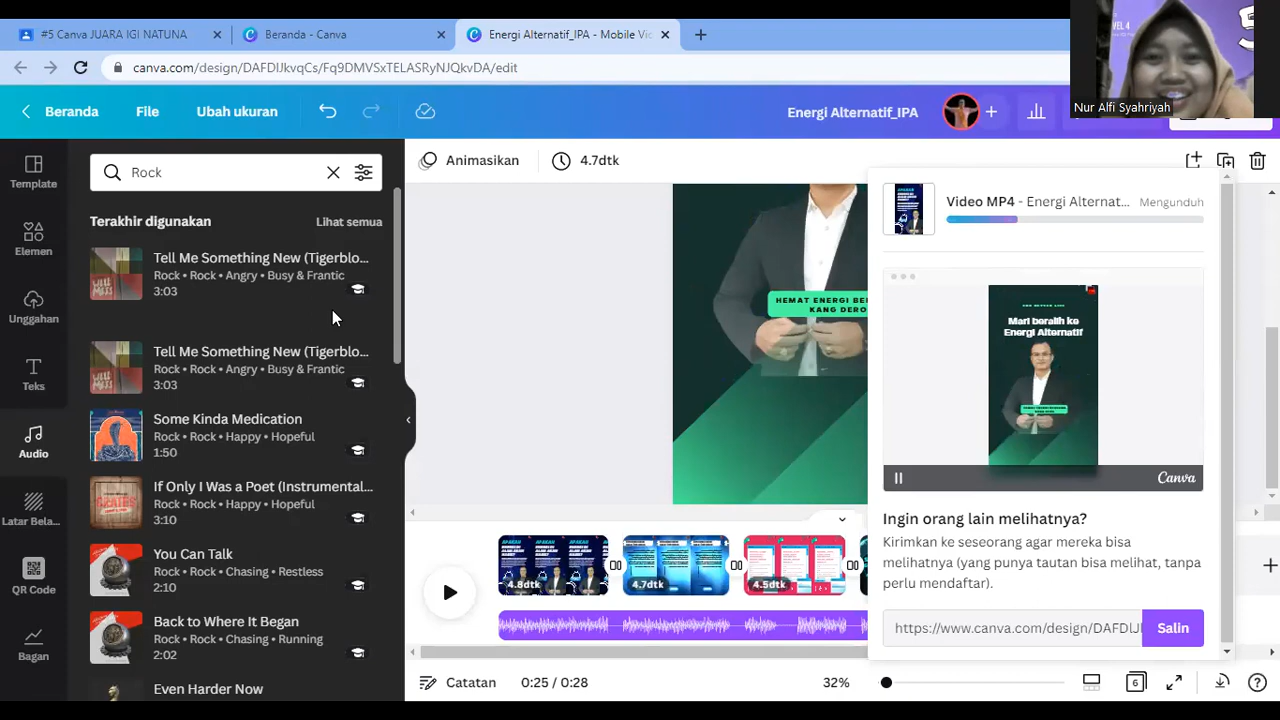 #5 Canva JUARA IGI NATUNA
Beranda - Canva
Energi Alternatif_IPA - Mobile Vic
canva.com/design/DAFDIJkvqCs/Fq9DMVSxTELASRyNJQkvDA/edit
VEL 4
Nur Alfi Syahriyah
Beranda
File
Ubah ukuran
Energi Alternatif_IPA
Template
Elemen
Unggahan
Teks
Audio
Latar Bela...
QR Code
Bagan
Rock
Terakhir digunakan
Lihat semua
Tell Me Something New (Tigerblo...
Rock • Rock • Angry • Busy & Frantic
3:03
Tell Me Something New (Tigerblo...
Rock • Rock • Angry • Busy & Frantic
3:03
Some Kinda Medication
Rock • Rock • Happy • Hopeful
1:50
If Only I Was a Poet (Instrumental...
Rock • Rock • Happy • Hopeful
3:10
You Can Talk
Rock • Rock • Chasing • Restless
2:10
Back to Where It Began
Rock • Rock • Chasing • Running
2:02
Even Harder Now
Animasikan
4.7dtk
HEMAT ENERGI BE
KANG DERO
Video MP4 - Energi Alternat...
Mengunduh
Mari beralih ke
Energi Alternatif
Canva
Ingin orang lain melihatnya?
Kirimkan ke seseorang agar mereka bisa
melihatnya (yang punya tautan bisa melihat, tanpa
perlu mendaftar).
https://www.canva.com/design/DAFDIJ
Salin
4.8dtk
4.7dtk
4.5dtk
Catatan
0:25 / 0:28
32%
6